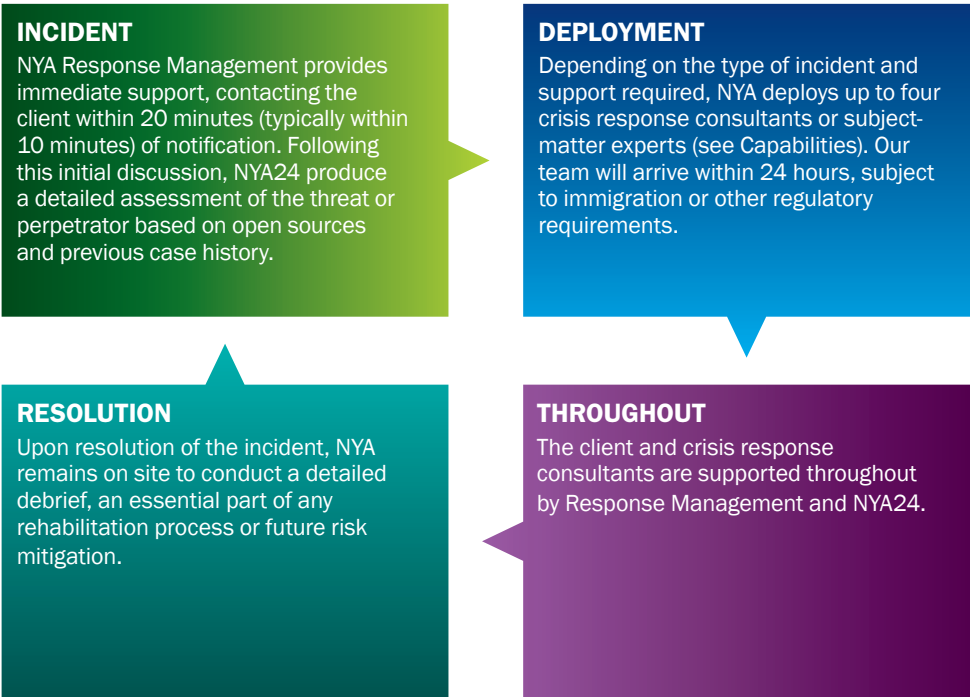 INCIDENT
NYA Response Management provides
immediate support, contacting the
client within 20 minutes (typically within
10 minutes) of notification. Following
this initial discussion, NYA24 produce
a detailed assessment of the threat or
perpetrator based on open sources
and previous case history.
DEPLOYMENT
Depending on the type of incident and
support required, NYA deploys up to four
crisis response consultants or subject-
matter experts (see Capabilities). Our
team will arrive within 24 hours, subject
to immigration or other regulatory
requirements.
THROUGHOUT
The client and crisis response
consultants are supported throughout
by Response Management and NYA24.
RESOLUTION
Upon resolution of the incident, NYA
remains on site to conduct a detailed
debrief, an essential part of any
rehabilitation process or future risk
mitigation.